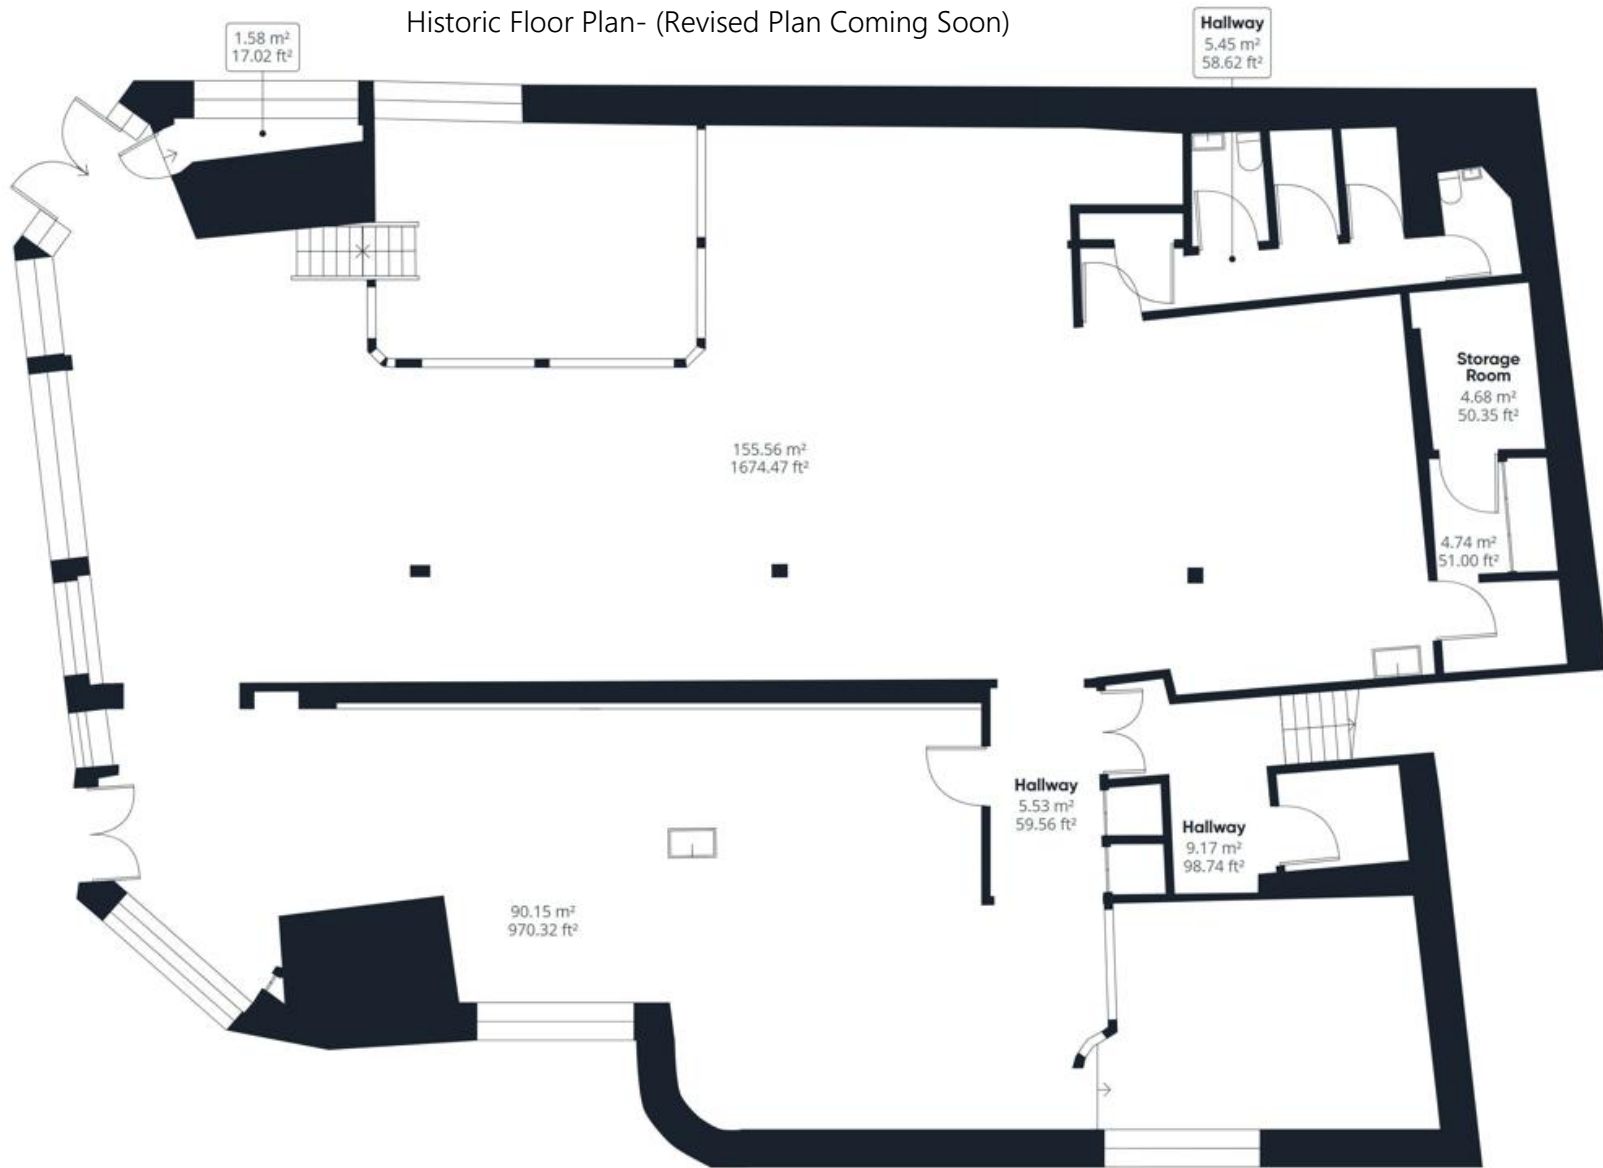 Historic Floor Plan- (Revised Plan Coming Soon)
1.58 m²
17.02 ft²
Hallway
5.45 m²
58.62 ft²
Storage
Room
4.68 m²
50.35 ft²
155.56 m²
1674.47 ft²
4.74 m²
51.00 ft²
Hallway
5.53 m²
59.56 ft²
Hallway
9.17 m²
98.74 ft²
90.15 m²
970.32 ft²